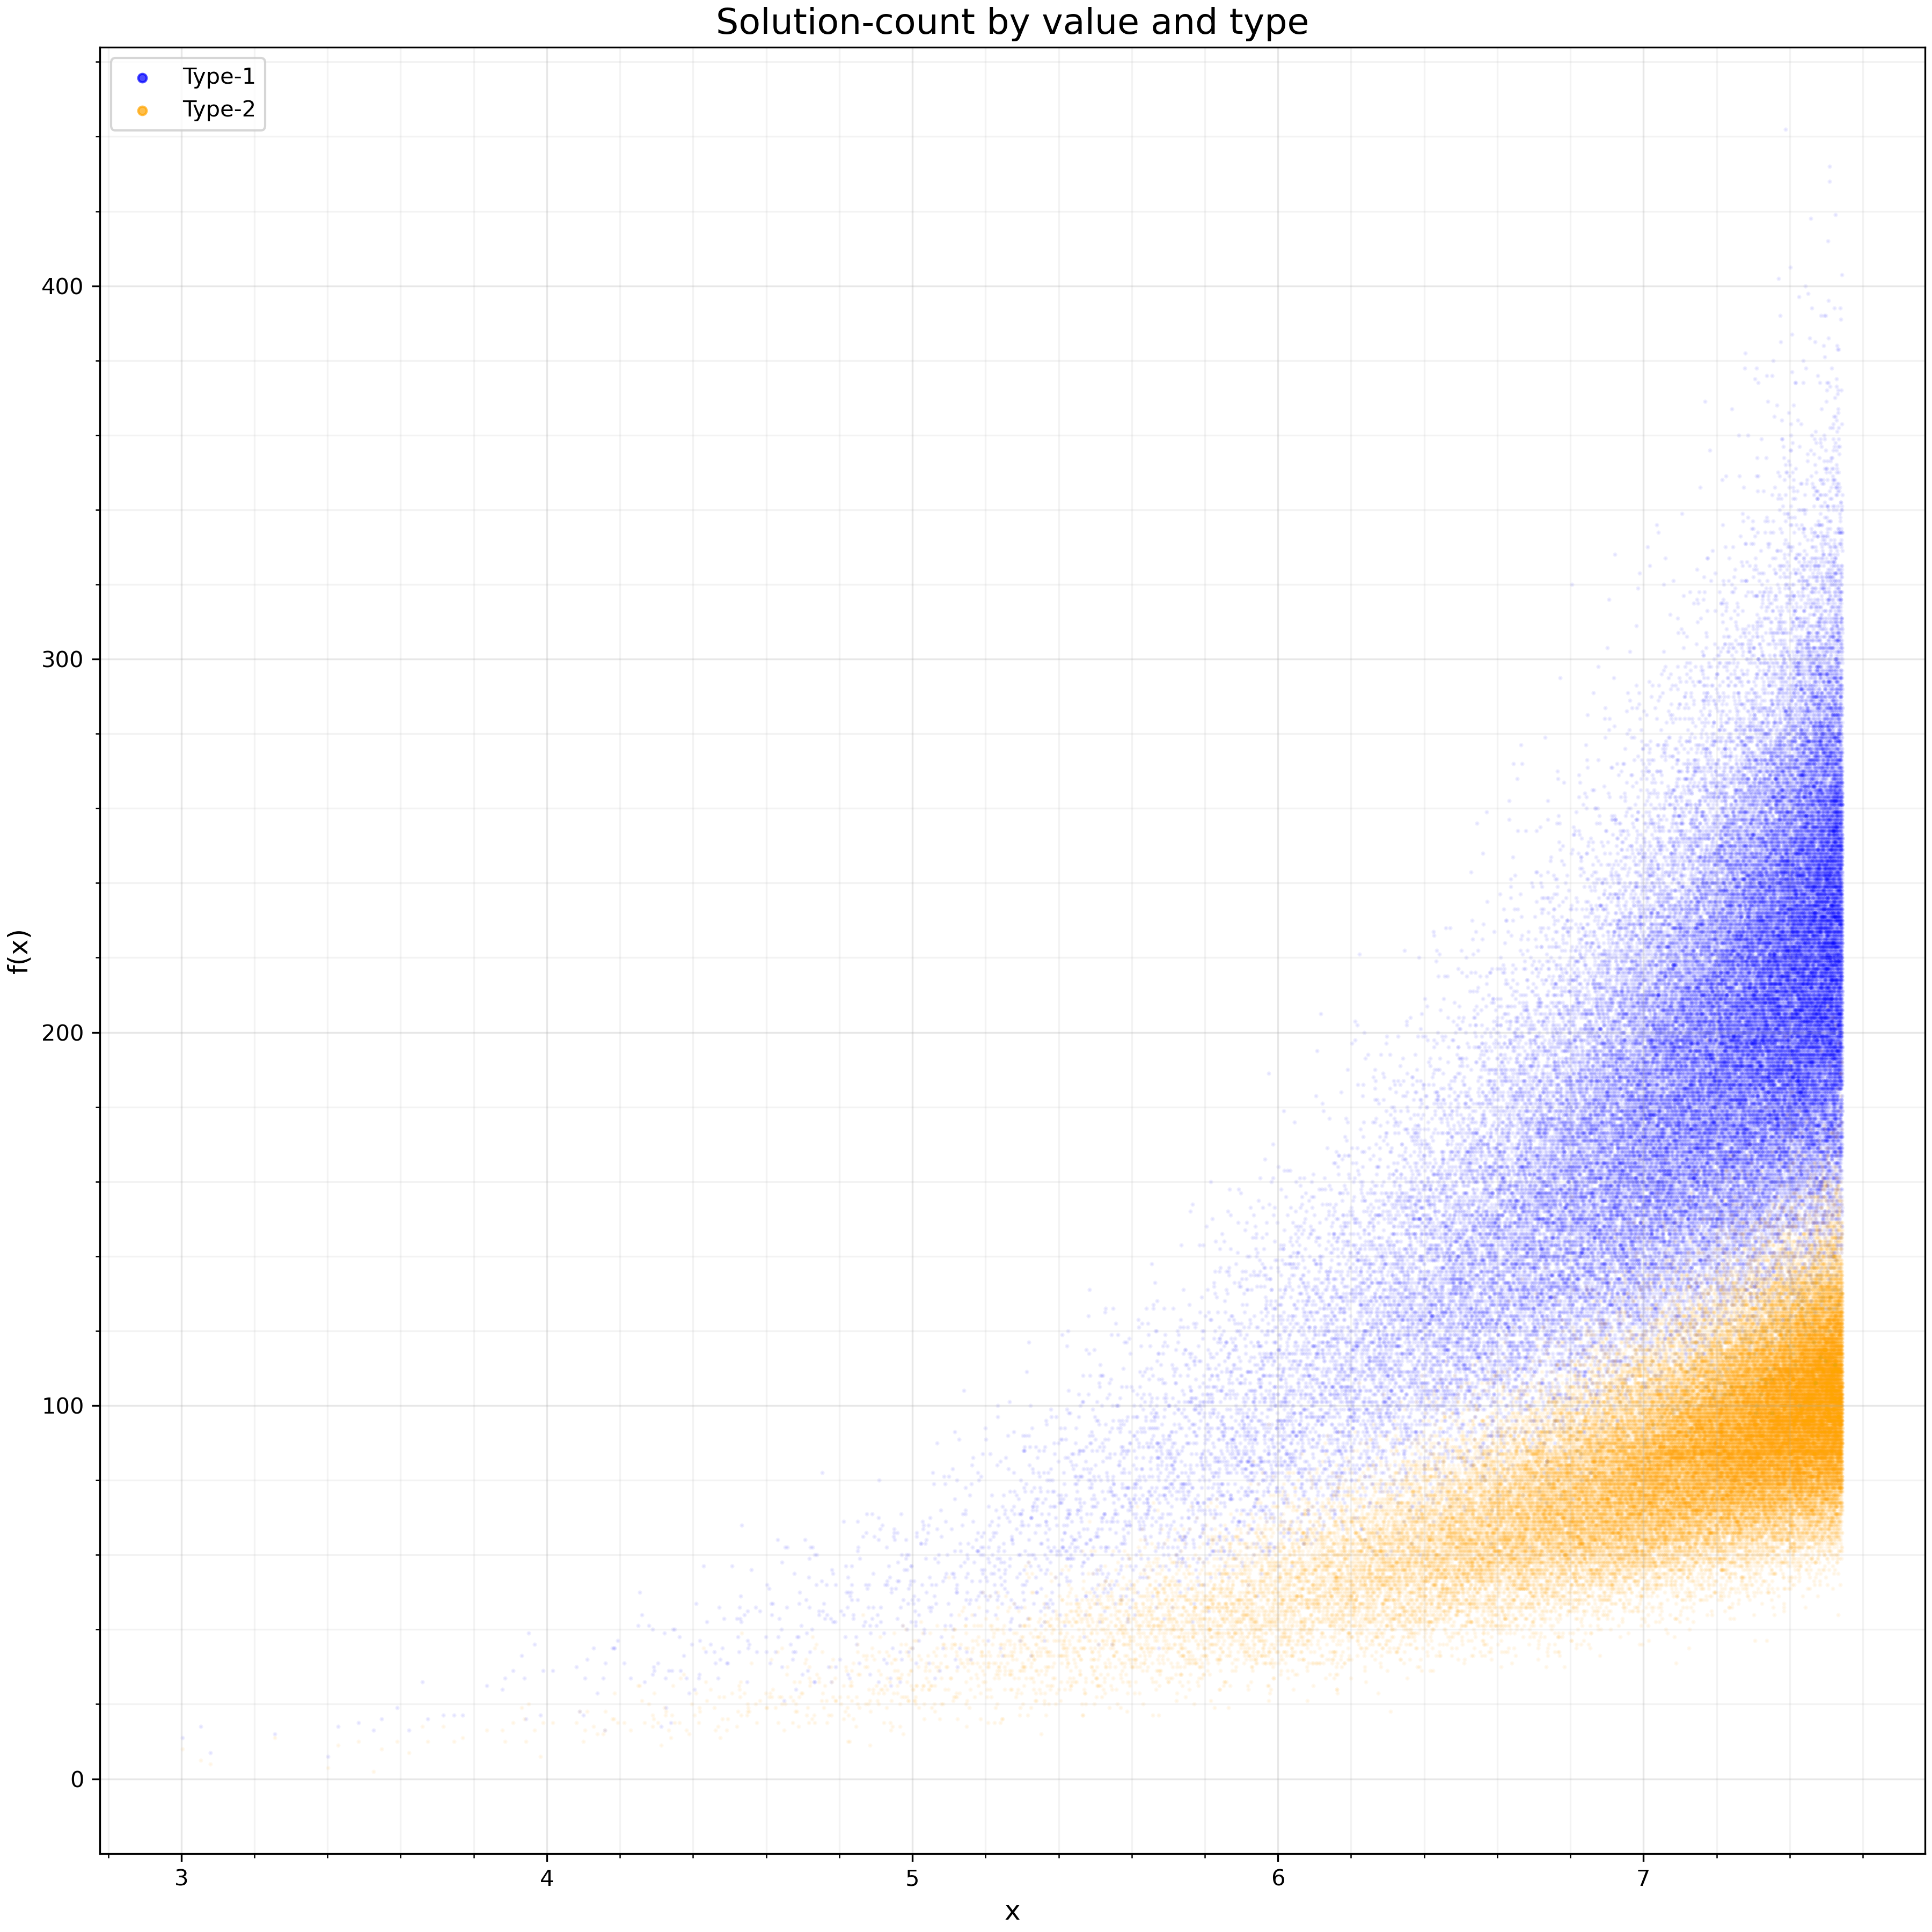 Solution-count by value and type
Type-1
Type-2
400
300
200
100
0
f(x)
3 4 5 6 7
x